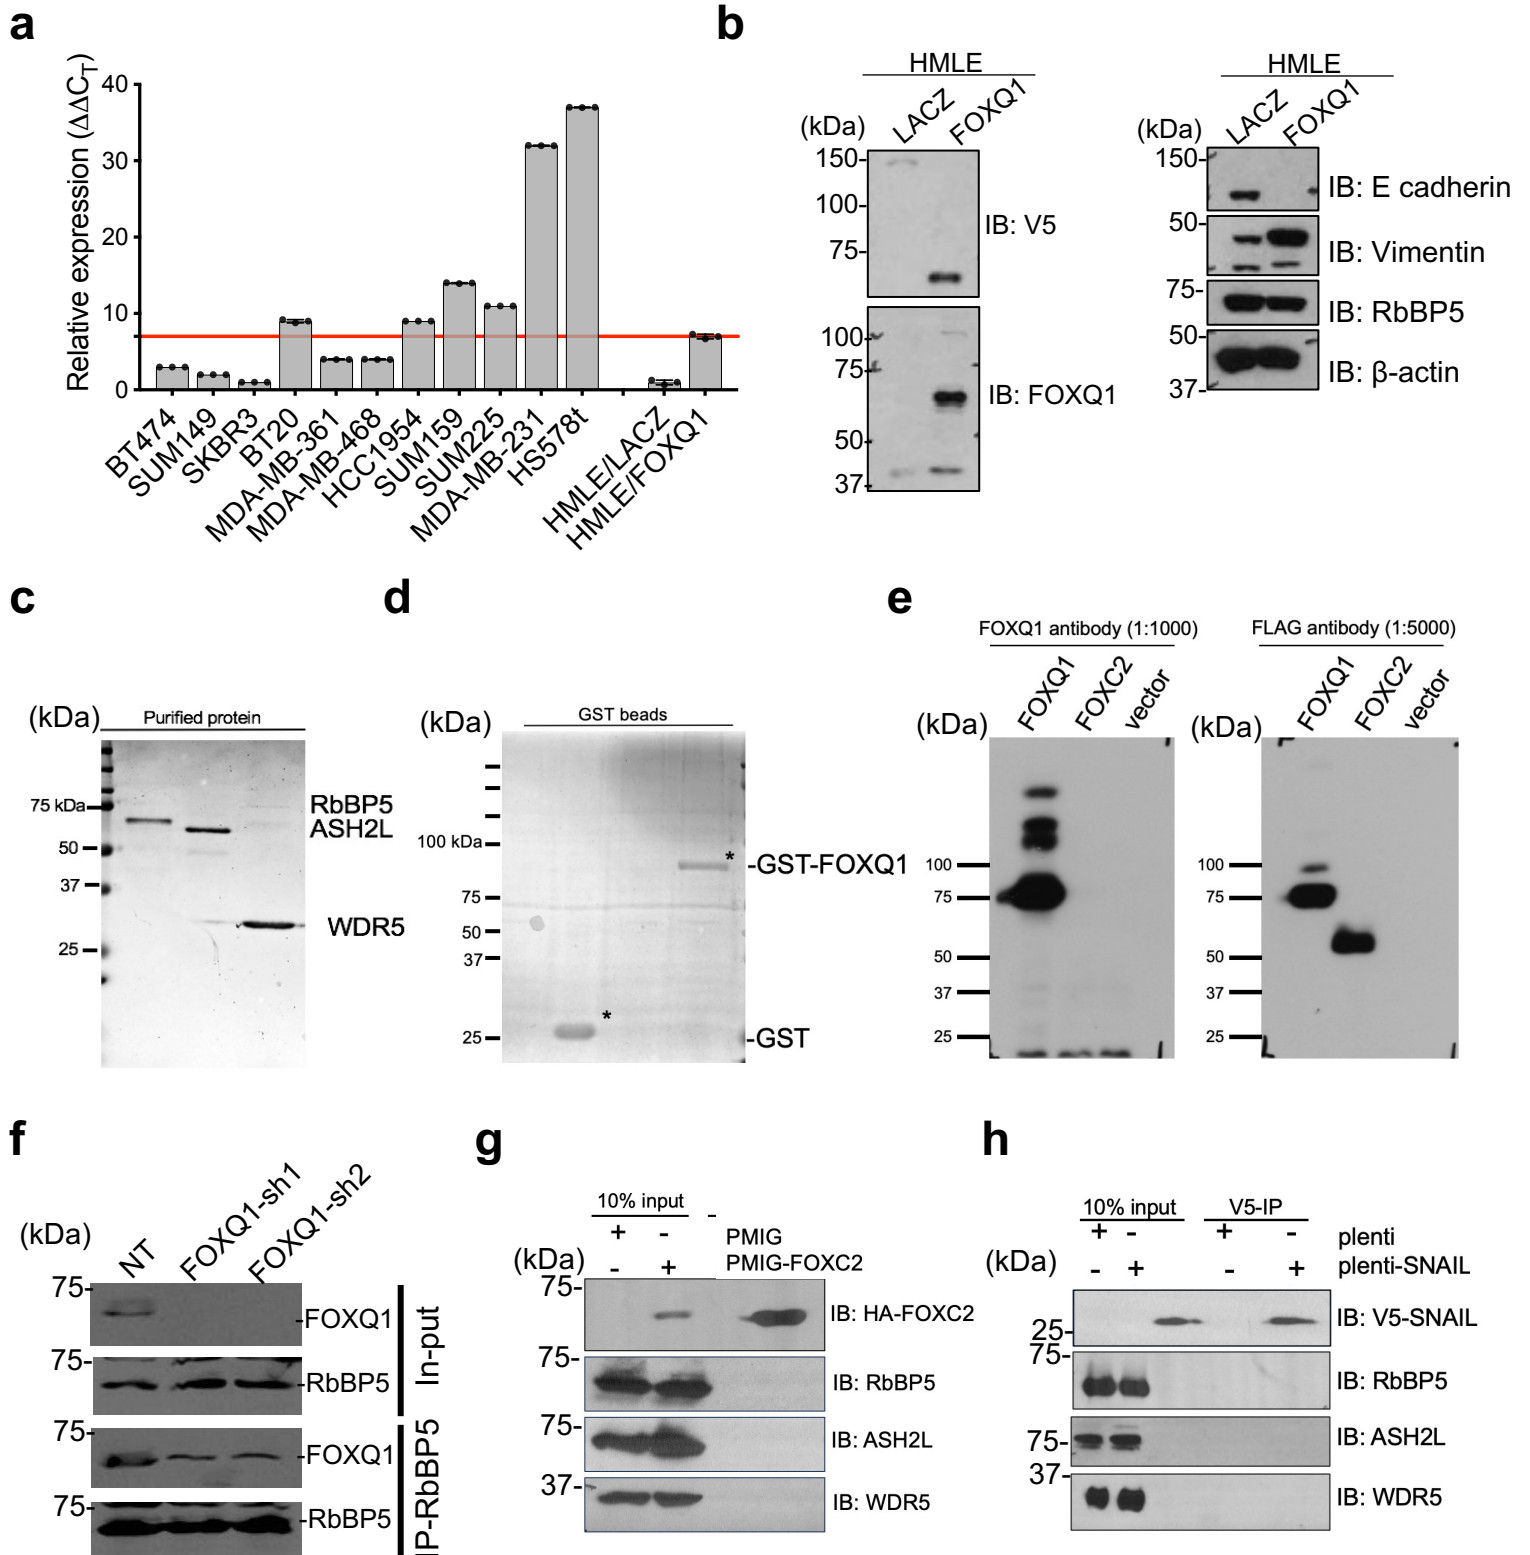 a
Relative expression (ΔΔCT)
40
30
20
10
0
BT474
SUM149
SKBR3
BT20
MDA-MB-361
MDA-MB-468
HCC1954
SUM159
SUM225
MDA-MB-231
HS578t
HMLE/LACZ
HMLE/FOXQ1
b
HMLE
(kDa)
LACZ
FOXQ1
150-
100-
75-
IB: V5
100-
75-
50-
37-
IB: FOXQ1
HMLE
(kDa)
LACZ
FOXQ1
150-
IB: E cadherin
50-
IB: Vimentin
75-
IB: RbBP5
50-
37-
IB: β-actin
c
(kDa)
Purified protein
75 kDa
50
37
25
RbBP5
ASH2L
WDR5
d
(kDa)
GST beads
100 kDa
75
50
37
25
*
-GST-FOXQ1
*
-GST
e
FOXQ1 antibody (1:1000)
(kDa)
FOXQ1
FOXC2
vector
100
75
50
37
25
FLAG antibody (1:5000)
(kDa)
FOXQ1
FOXC2
vector
100
75
50
37
25
f
(kDa)
NT
FOXQ1-sh1
FOXQ1-sh2
75-
-FOXQ1
75-
-RbBP5
In-put
75-
-FOXQ1
75-
-RbBP5
IP-RbBP5
g
10% input
-
+ - PMIG
(kDa) - + PMIG-FOXC2
75-
IB: HA-FOXC2
75-
IB: RbBP5
75-
IB: ASH2L
37-
IB: WDR5
h
10% input V5-IP
+ - + - plenti
(kDa) - + - + plenti-SNAIL
25-
IB: V5-SNAIL
75-
IB: RbBP5
75-
IB: ASH2L
37-
IB: WDR5